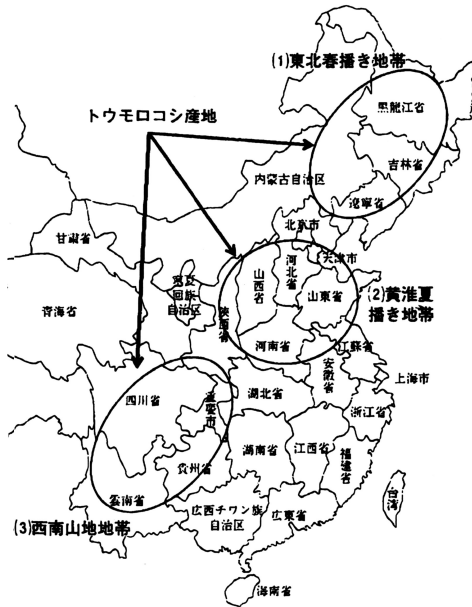 (1)東北春播き地帯
黒龍江省
トウモロコシ産地
吉林省
内蒙古自治区
遼寧省
北京市
甘粛省
天津市
河北省
山西省
寧夏
回族
自治区
山東省
(2)黄淮夏
播き地帯
青海省
陝西省
河南省
江蘇省
安徽省
上海市
四川省
重慶市
湖北省
浙江省
貴州省
湖南省
江西省
福建省
雲南省
台湾
(3)西南山地地帯
広西チワン族
自治区
広東省
海南省